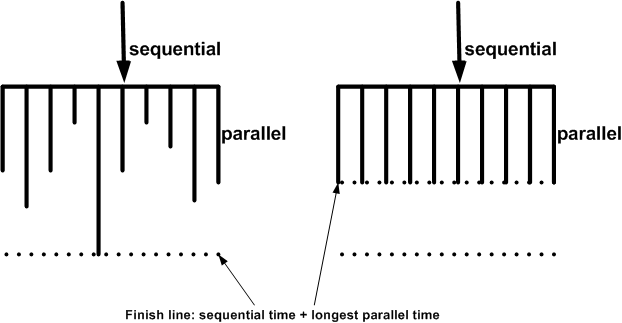 sequential
sequential
parallel
parallel
Finish line: sequential time + longest parallel time